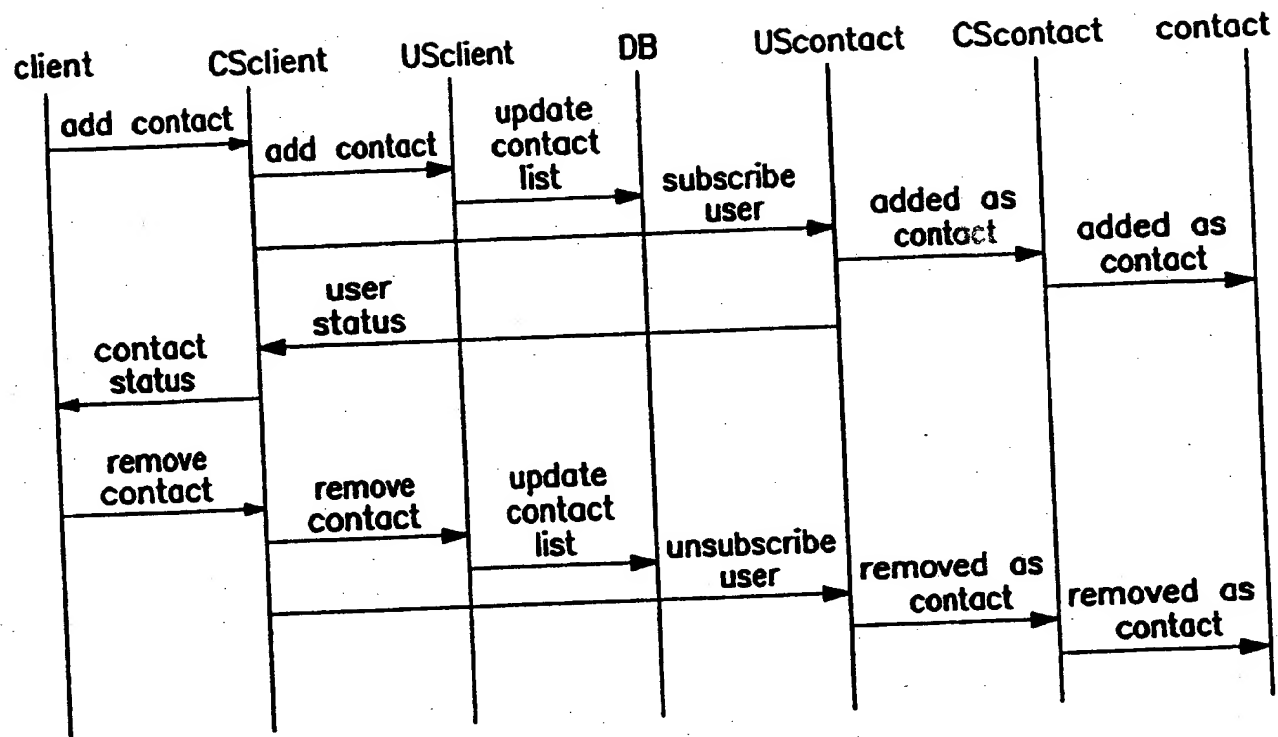 client
CSclient
USclient
DB
UScontact
CScontact
contact
add contact
add contact
update
contact
list
subscribe
user
added as
contact
added as
contact
user
status
contact
status
remove
contact
remove
contact
update
contact
list
unsubscribe
user
removed as
contact
removed as
contact